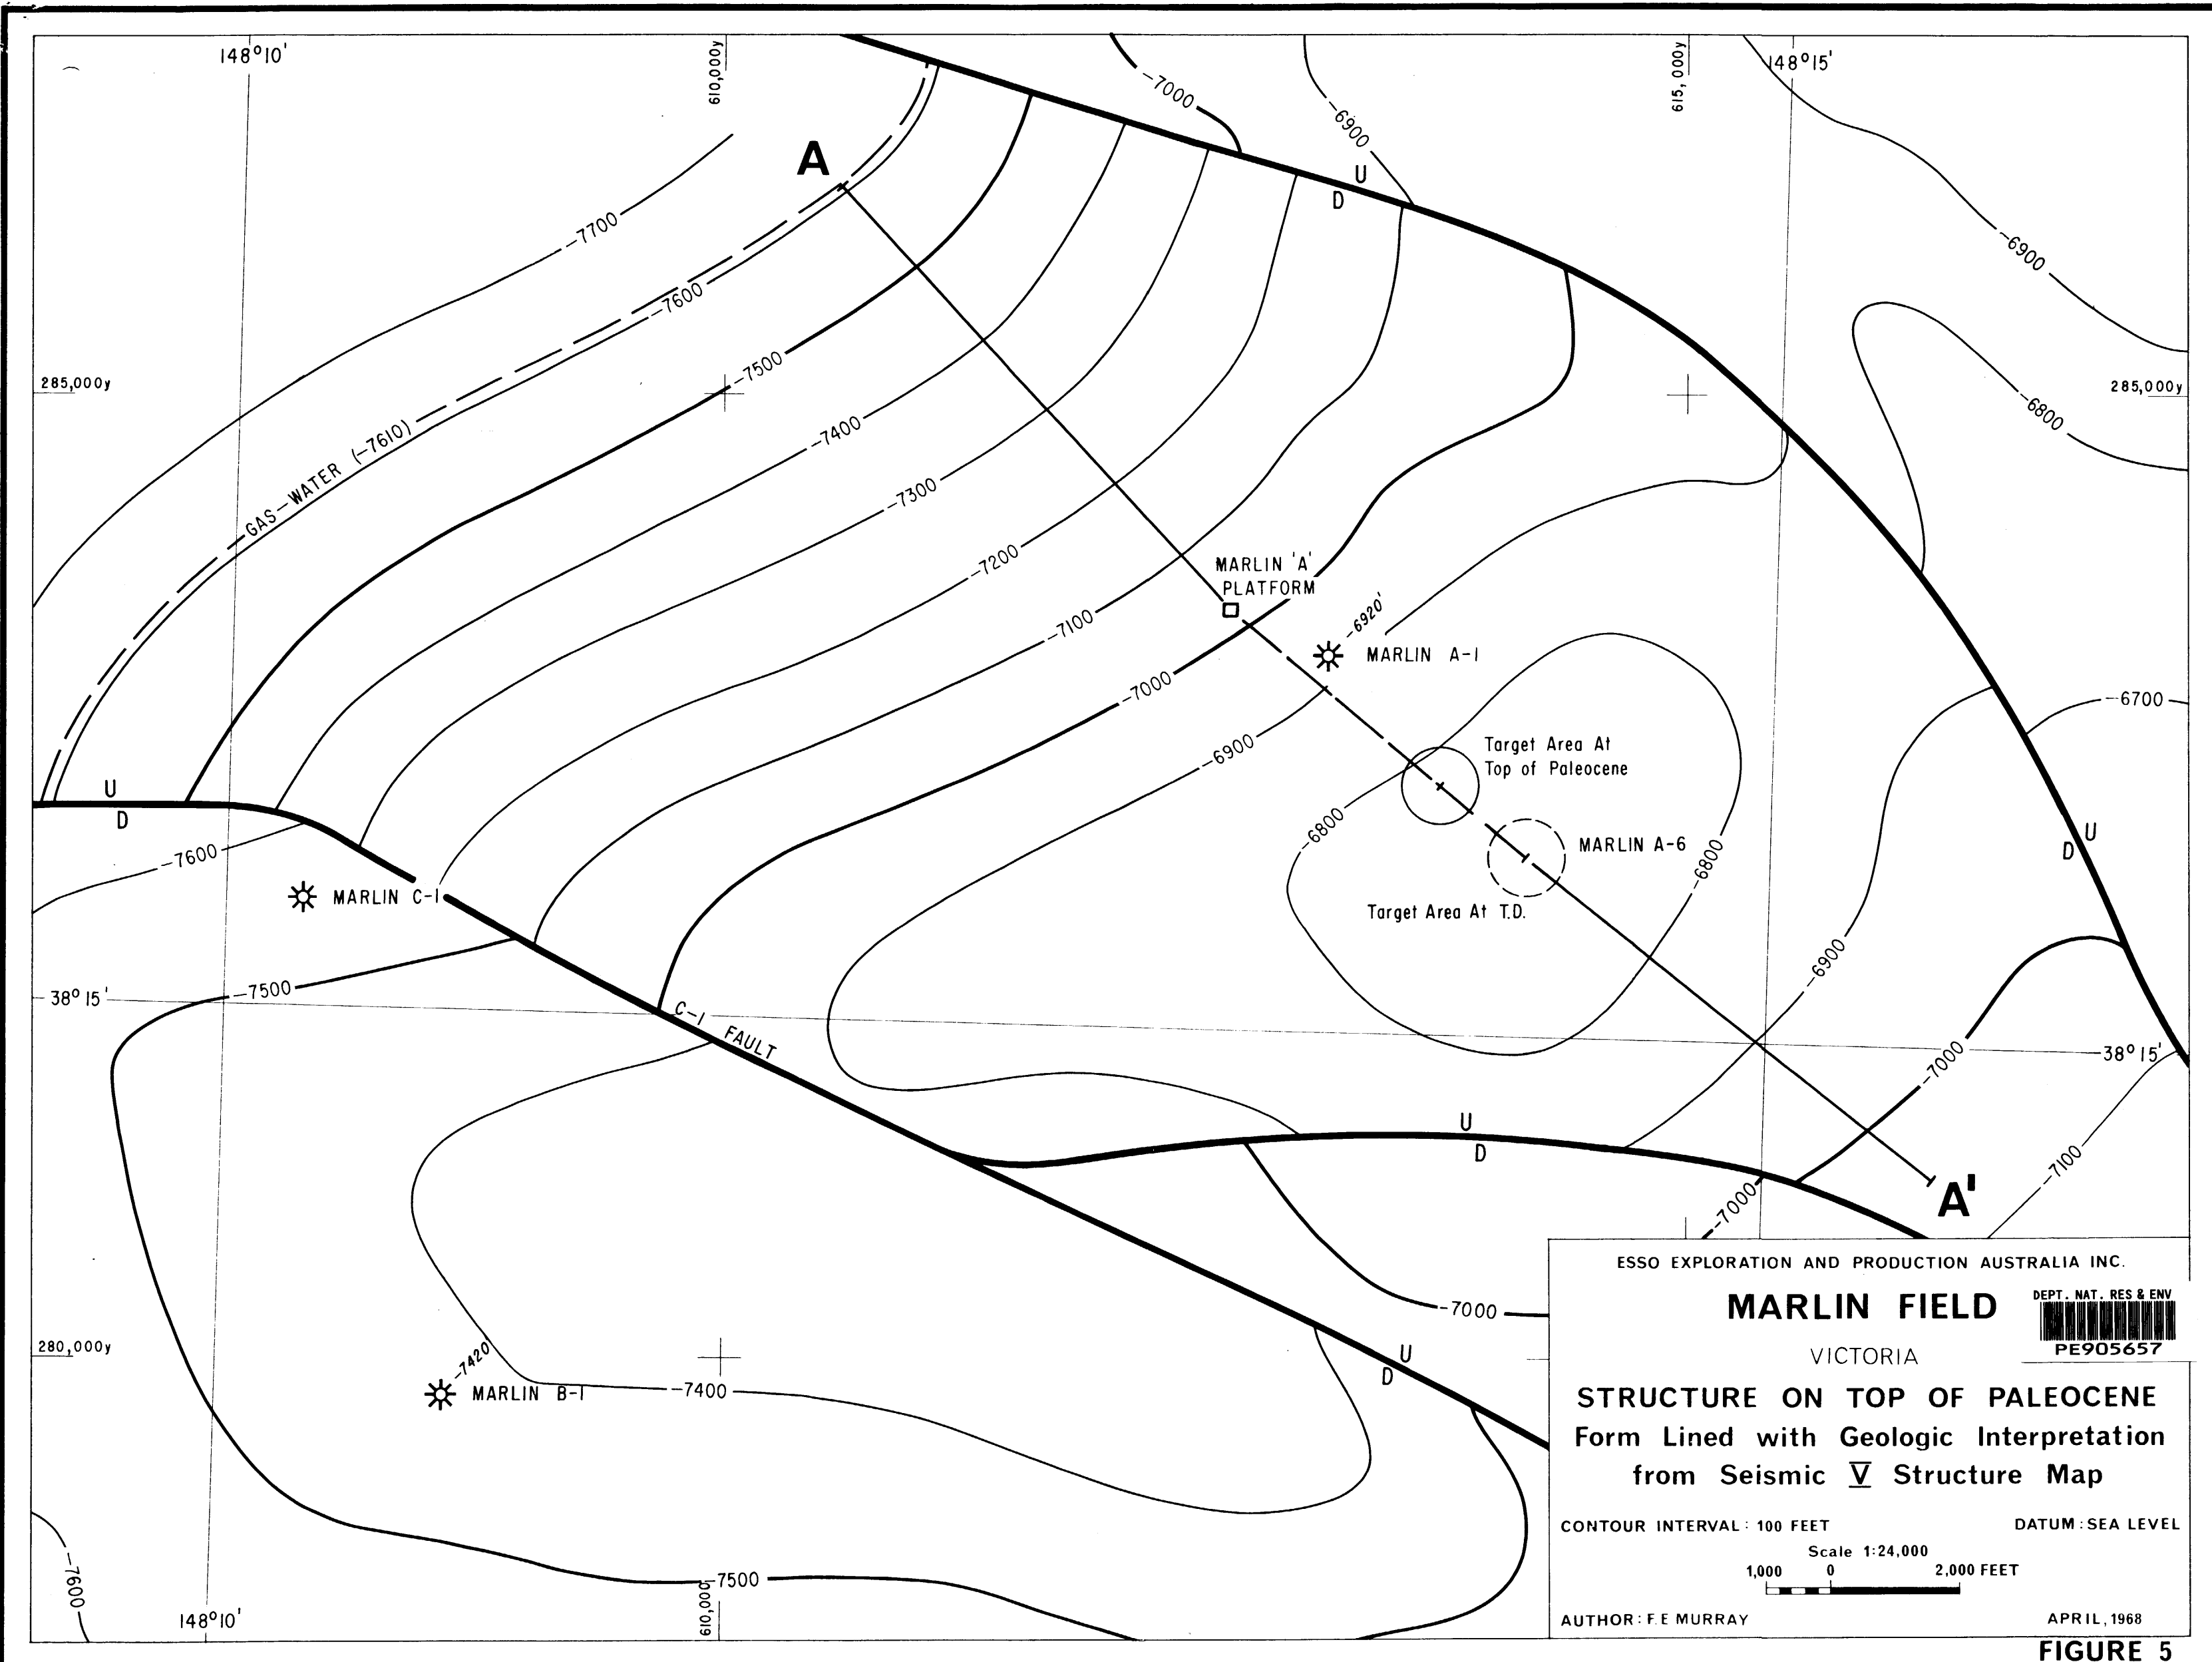 148°10'
610,000y
615,000y
148°15'
-7000
-6900
A
U
D
-7700
-6900
-7600
285,000y
-7500
285,000y
-6800
-7400
GAS-WATER (-7610)
-7300
-7200
MARLIN 'A'
PLATFORM
-7100
-6920'
MARLIN A-1
-7000
-6700
-6900
Target Area At
Top of Paleocene
U
D
-6800
U
D
MARLIN A-6
-6800
-7600
MARLIN C-1
Target Area At T.D.
-6900
-7500
38°15'
C-1 FAULT
38°15'
-7000
U
D
-7100
-7000
A'
-7000
280,000y
-7420'
MARLIN B-1
-7400
U
D
-7600
-7500
610,000y
148°10'
ESSO EXPLORATION AND PRODUCTION AUSTRALIA INC.
MARLIN FIELD
DEPT. NAT. RES & ENV
PE905657
VICTORIA
STRUCTURE ON TOP OF PALEOCENE
Form Lined with Geologic Interpretation
from Seismic V Structure Map
CONTOUR INTERVAL: 100 FEET DATUM: SEA LEVEL
Scale 1:24,000
1,000 0 2,000 FEET
AUTHOR: F.E MURRAY APRIL, 1968
FIGURE 5